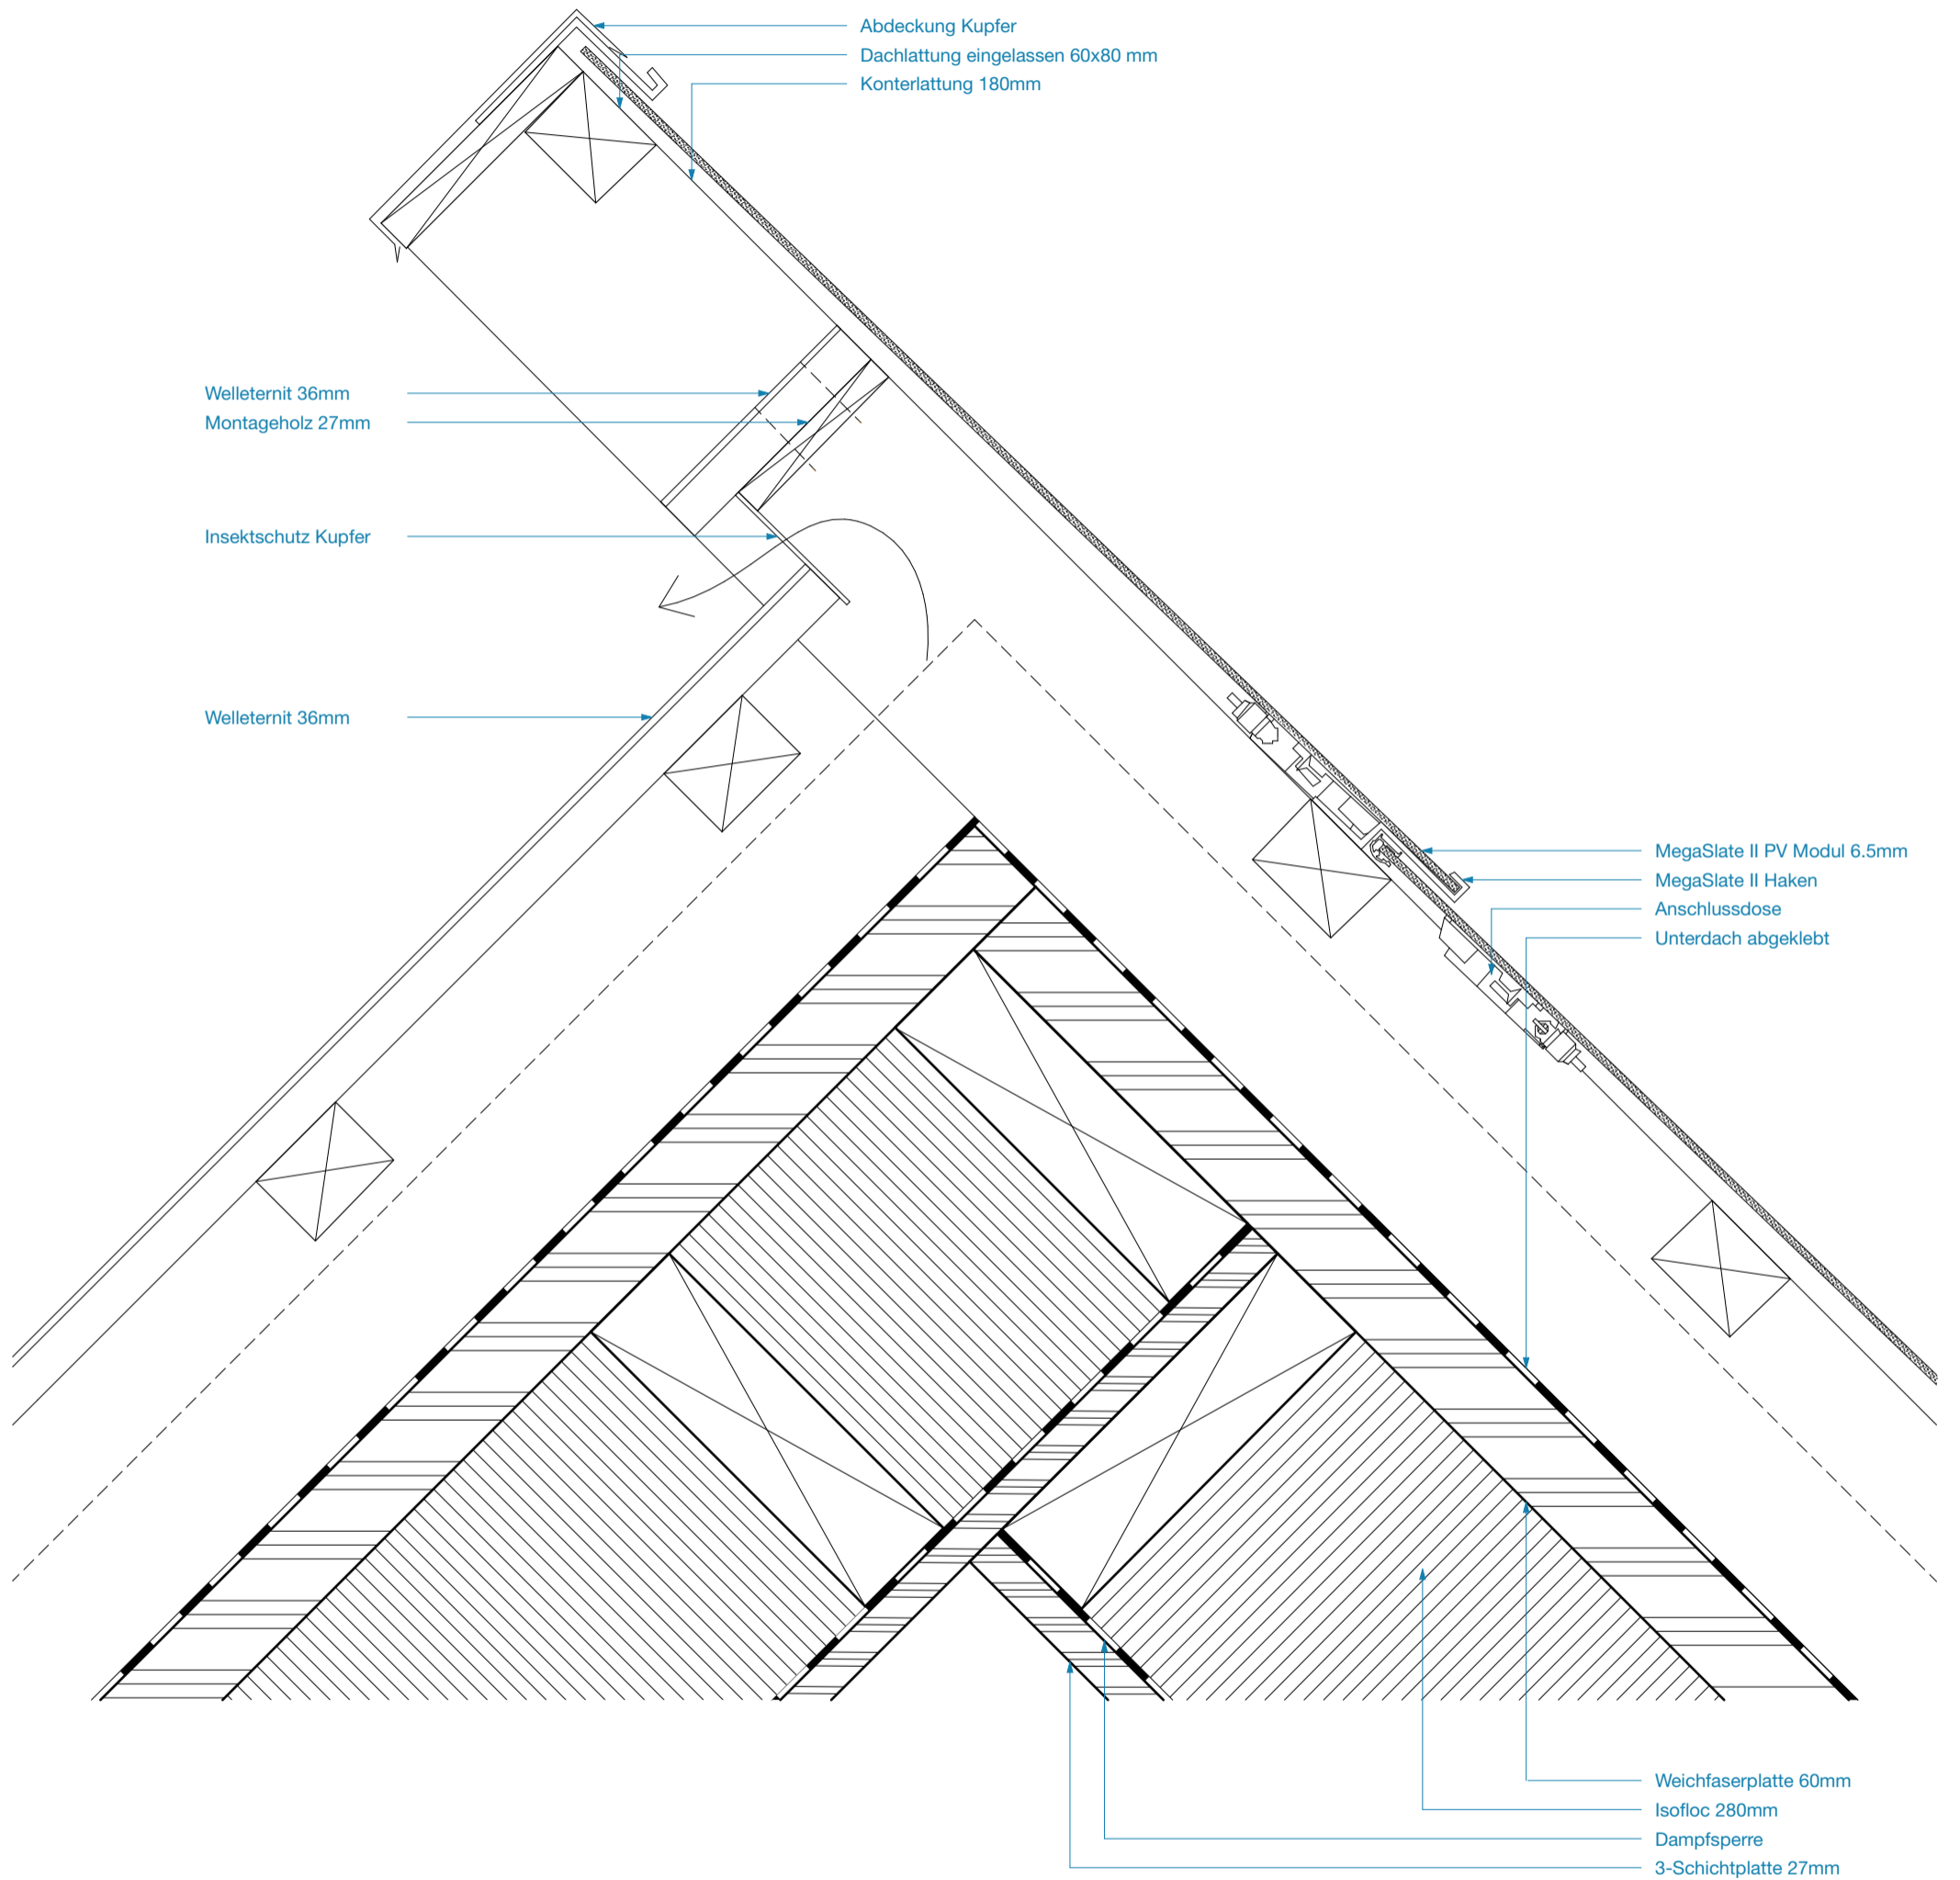 Abdeckung Kupfer
Dachlattung eingelassen 60x80 mm
Konterlattung 180mm
Welleternit 36mm
Montageholz 27mm
Insektschutz Kupfer
Welleternit 36mm
MegaSlate II PV Modul 6.5mm
MegaSlate II Haken
Anschlussdose
Unterdach abgeklebt
Weichfaserplatte 60mm
Isofloc 280mm
Dampfsperre
3-Schichtplatte 27mm